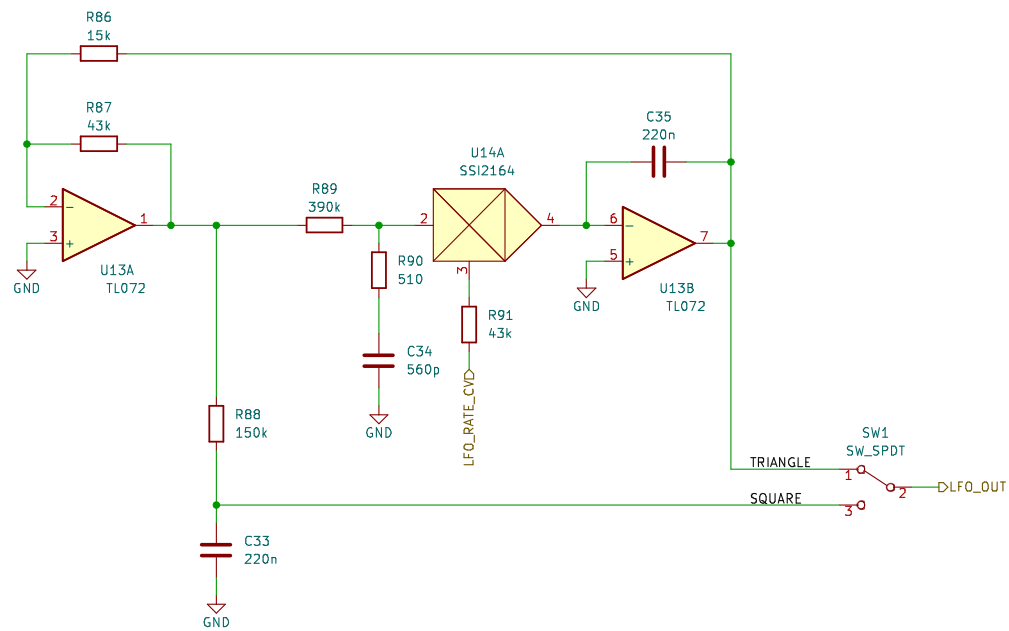 R86
15k
R87
43k
C35
220n
U14A
SSI2164
R89
390k
2
−
1
3
+
U13A
TL072
GND
2
4
3
6
−
7
5
+
U13B
TL072
GND
R90
510
R91
43k
C34
560p
GND
LFO_RATE_CV
R88
150k
SW1
SW_SPDT
TRIANGLE
1
2
LFO_OUT
SQUARE
3
C33
220n
GND